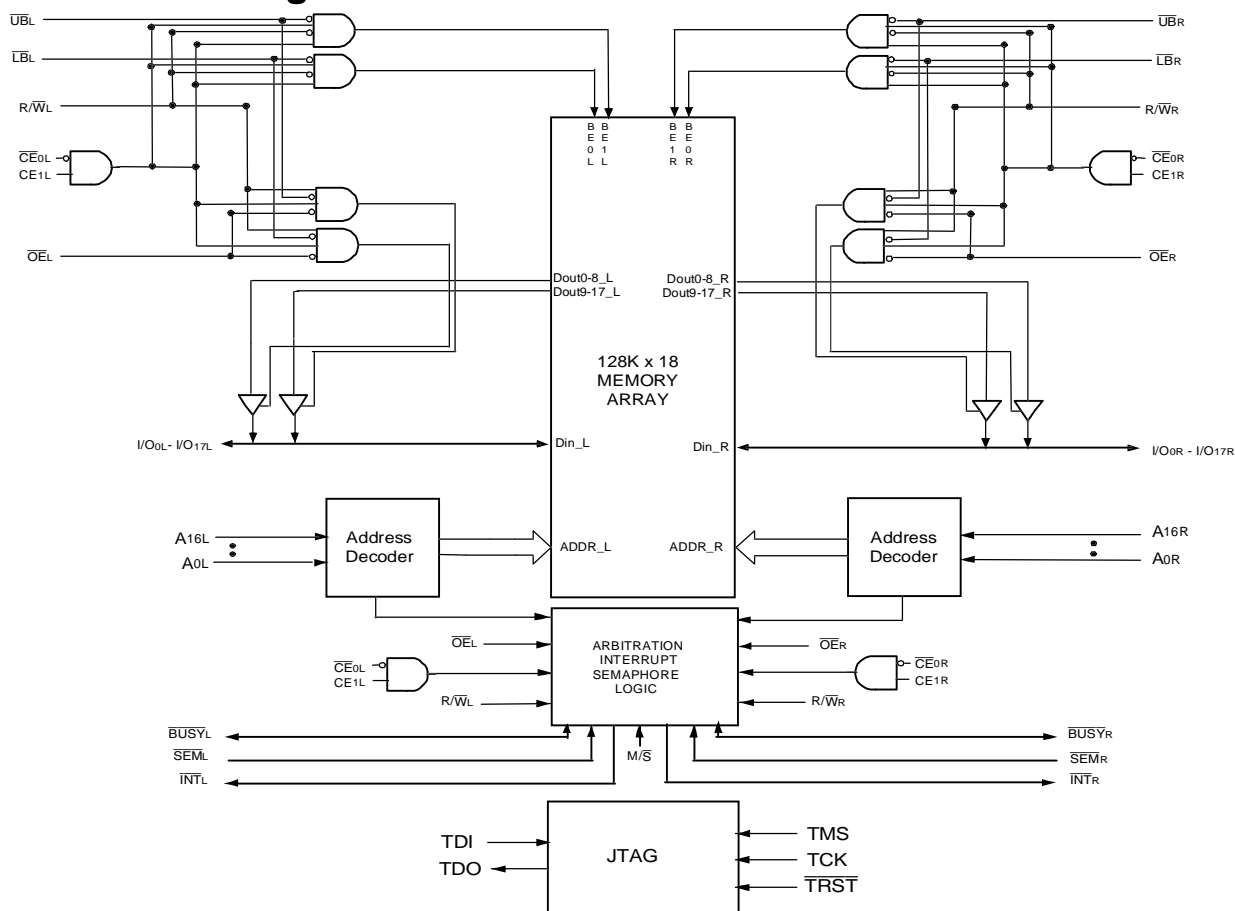 UBL
UBR
LBL
LBR
R/WL
R/WR
CE0L
CE1L
CE0R
CE1R
OEL
OER
BE0L
BE1L
BE1R
BE0R
Dout0-8_L
Dout9-17_L
Dout0-8_R
Dout9-17_R
128K x 18
MEMORY
ARRAY
I/O0L- I/O17L
Din_L
Din_R
I/O0R - I/O17R
A16L
A0L
Address
Decoder
ADDR_L
ADDR_R
Address
Decoder
A16R
A0R
OEL
CE0L
CE1L
R/WL
ARBITRATION
INTERRUPT
SEMAPHORE
LOGIC
OER
CE0R
CE1R
R/WR
BUSYL
SEML
INTL
M/S
BUSYR
SEMR
INTR
TDI
TDO
JTAG
TMS
TCK
TRST